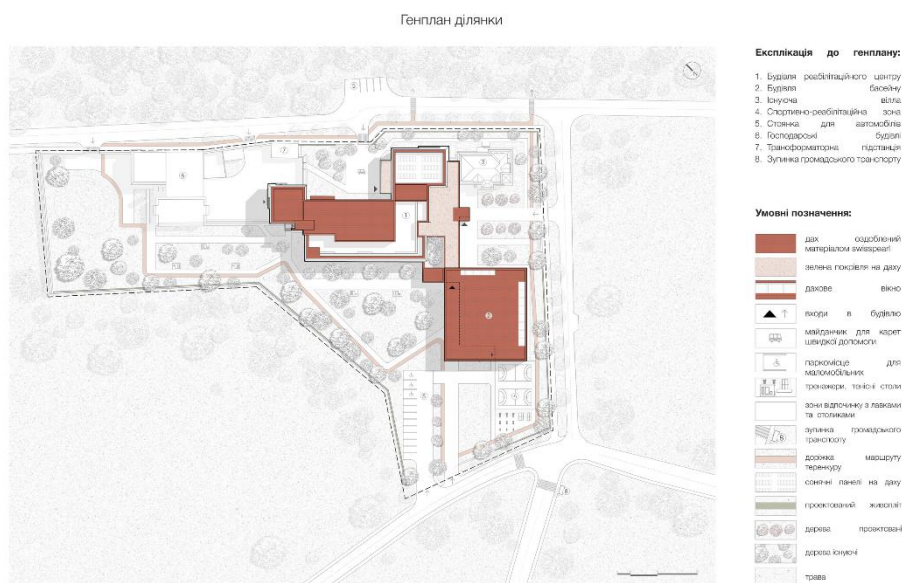 Генплан ділянки
Експлікація до генплану:
1. Будівля реабілітаційного центру
2. Будівля басейну
3. Існуюча вілла
4. Спортивно-реабілітаційна зона
5. Стоянка для автомобілів
6. Господарські будівлі
7. Трансформаторна підстанція
8. Зупинка громадського транспорту
Умовні позначення:
дах оздоблений
матеріалом swisspearl
зелена покрівля на даху
дахове вікно
входи в будівлю
майданчик для карет
швидкої допомоги
паркомісце для
маломобільних
тренажери, тенісні столи
зони відпочинку з лавками
та столиками
зупинка громадського
транспорту
доріжка маршруту
теренкуру
сонячні панелі на даху
проектований живопліт
дерева проектовані
дерева існуючі
трава